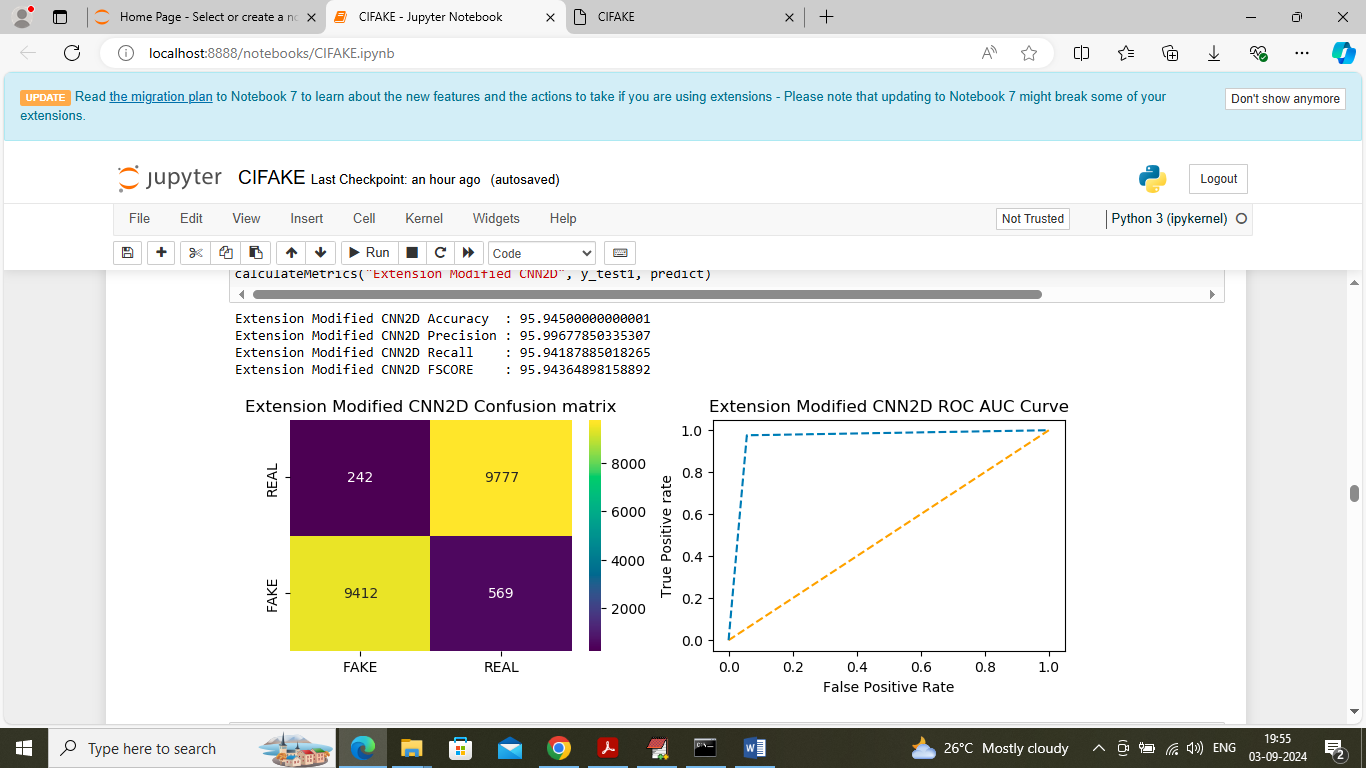 Home Page - Select or create a no
CIFAKE - Jupyter Notebook
CIFAKE
localhost:8888/notebooks/CIFAKE.ipynb
UPDATE Read the migration plan to Notebook 7 to learn about the new features and the actions to take if you are using extensions - Please note that updating to Notebook 7 might break some of your
extensions.
Don't show anymore
jupyter CIFAKE Last Checkpoint: an hour ago (autosaved)
Logout
File Edit View Insert Cell Kernel Widgets Help
Not Trusted
Python 3 (ipykernel)
Run
Code
calculateMetrics("Extension Modified CNN2D", y_test1, predict)
Extension Modified CNN2D Accuracy : 95.94500000000001
Extension Modified CNN2D Precision : 95.99677850335307
Extension Modified CNN2D Recall : 95.94187885018265
Extension Modified CNN2D FSCORE : 95.94364898158892
Extension Modified CNN2D Confusion matrix
REAL
242
9777
FAKE
9412
569
FAKE
REAL
8000
6000
4000
2000
Extension Modified CNN2D ROC AUC Curve
True Positive rate
1.0
0.8
0.6
0.4
0.2
0.0
0.0 0.2 0.4 0.6 0.8 1.0
False Positive Rate
Type here to search
26°C Mostly cloudy
ENG
19:55
03-09-2024
2